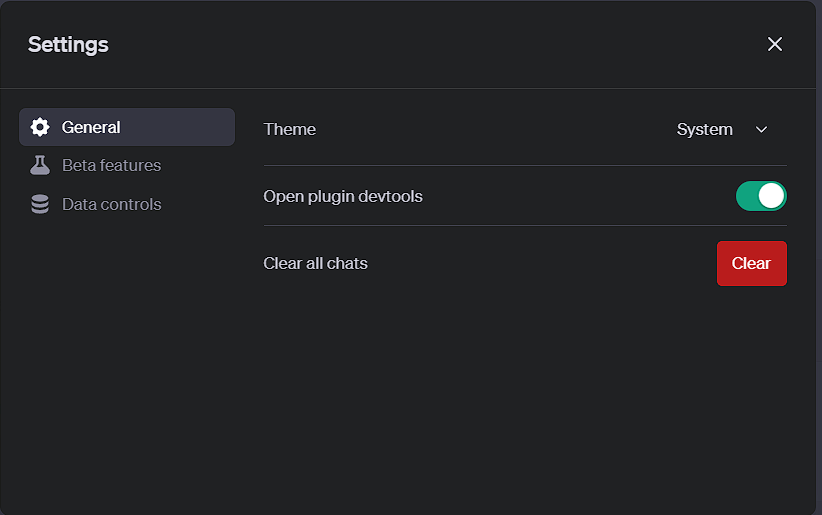 Settings
General
Beta features
Data controls
Theme
System
Open plugin devtools
Clear all chats
Clear